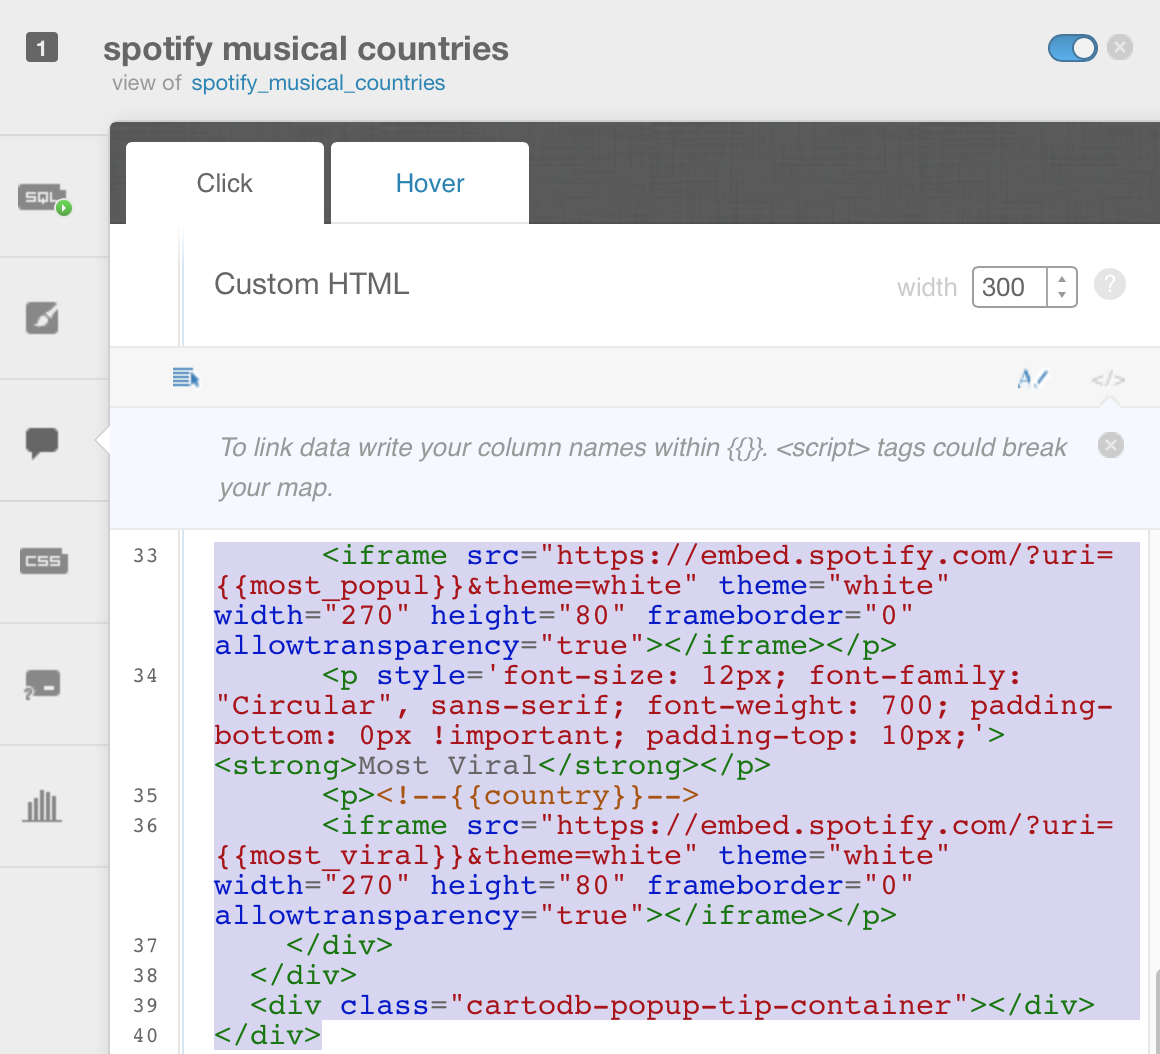 1
spotify musical countries
view of spotify_musical_countries
SQL
Click
Hover
Custom HTML
width 300 ?
A
</>
To link data write your column names within {{}}. <script> tags could break
your map.
33 <iframe src="https://embed.spotify.com/?uri=
{{most_popul}}&theme=white" theme="white"
width="270" height="80" frameborder="0"
allowtransparency="true"></iframe></p>
34 <p style='font-size: 12px; font-family:
"Circular", sans-serif; font-weight: 700; padding-
bottom: 0px !important; padding-top: 10px;'>
<strong>Most Viral</strong></p>
35 <p><!--{{country}}-->
36 <iframe src="https://embed.spotify.com/?uri=
{{most_viral}}&theme=white" theme="white"
width="270" height="80" frameborder="0"
allowtransparency="true"></iframe></p>
37 </div>
38 </div>
39 <div class="cartodb-popup-tip-container"></div>
40 </div>
CSS
?